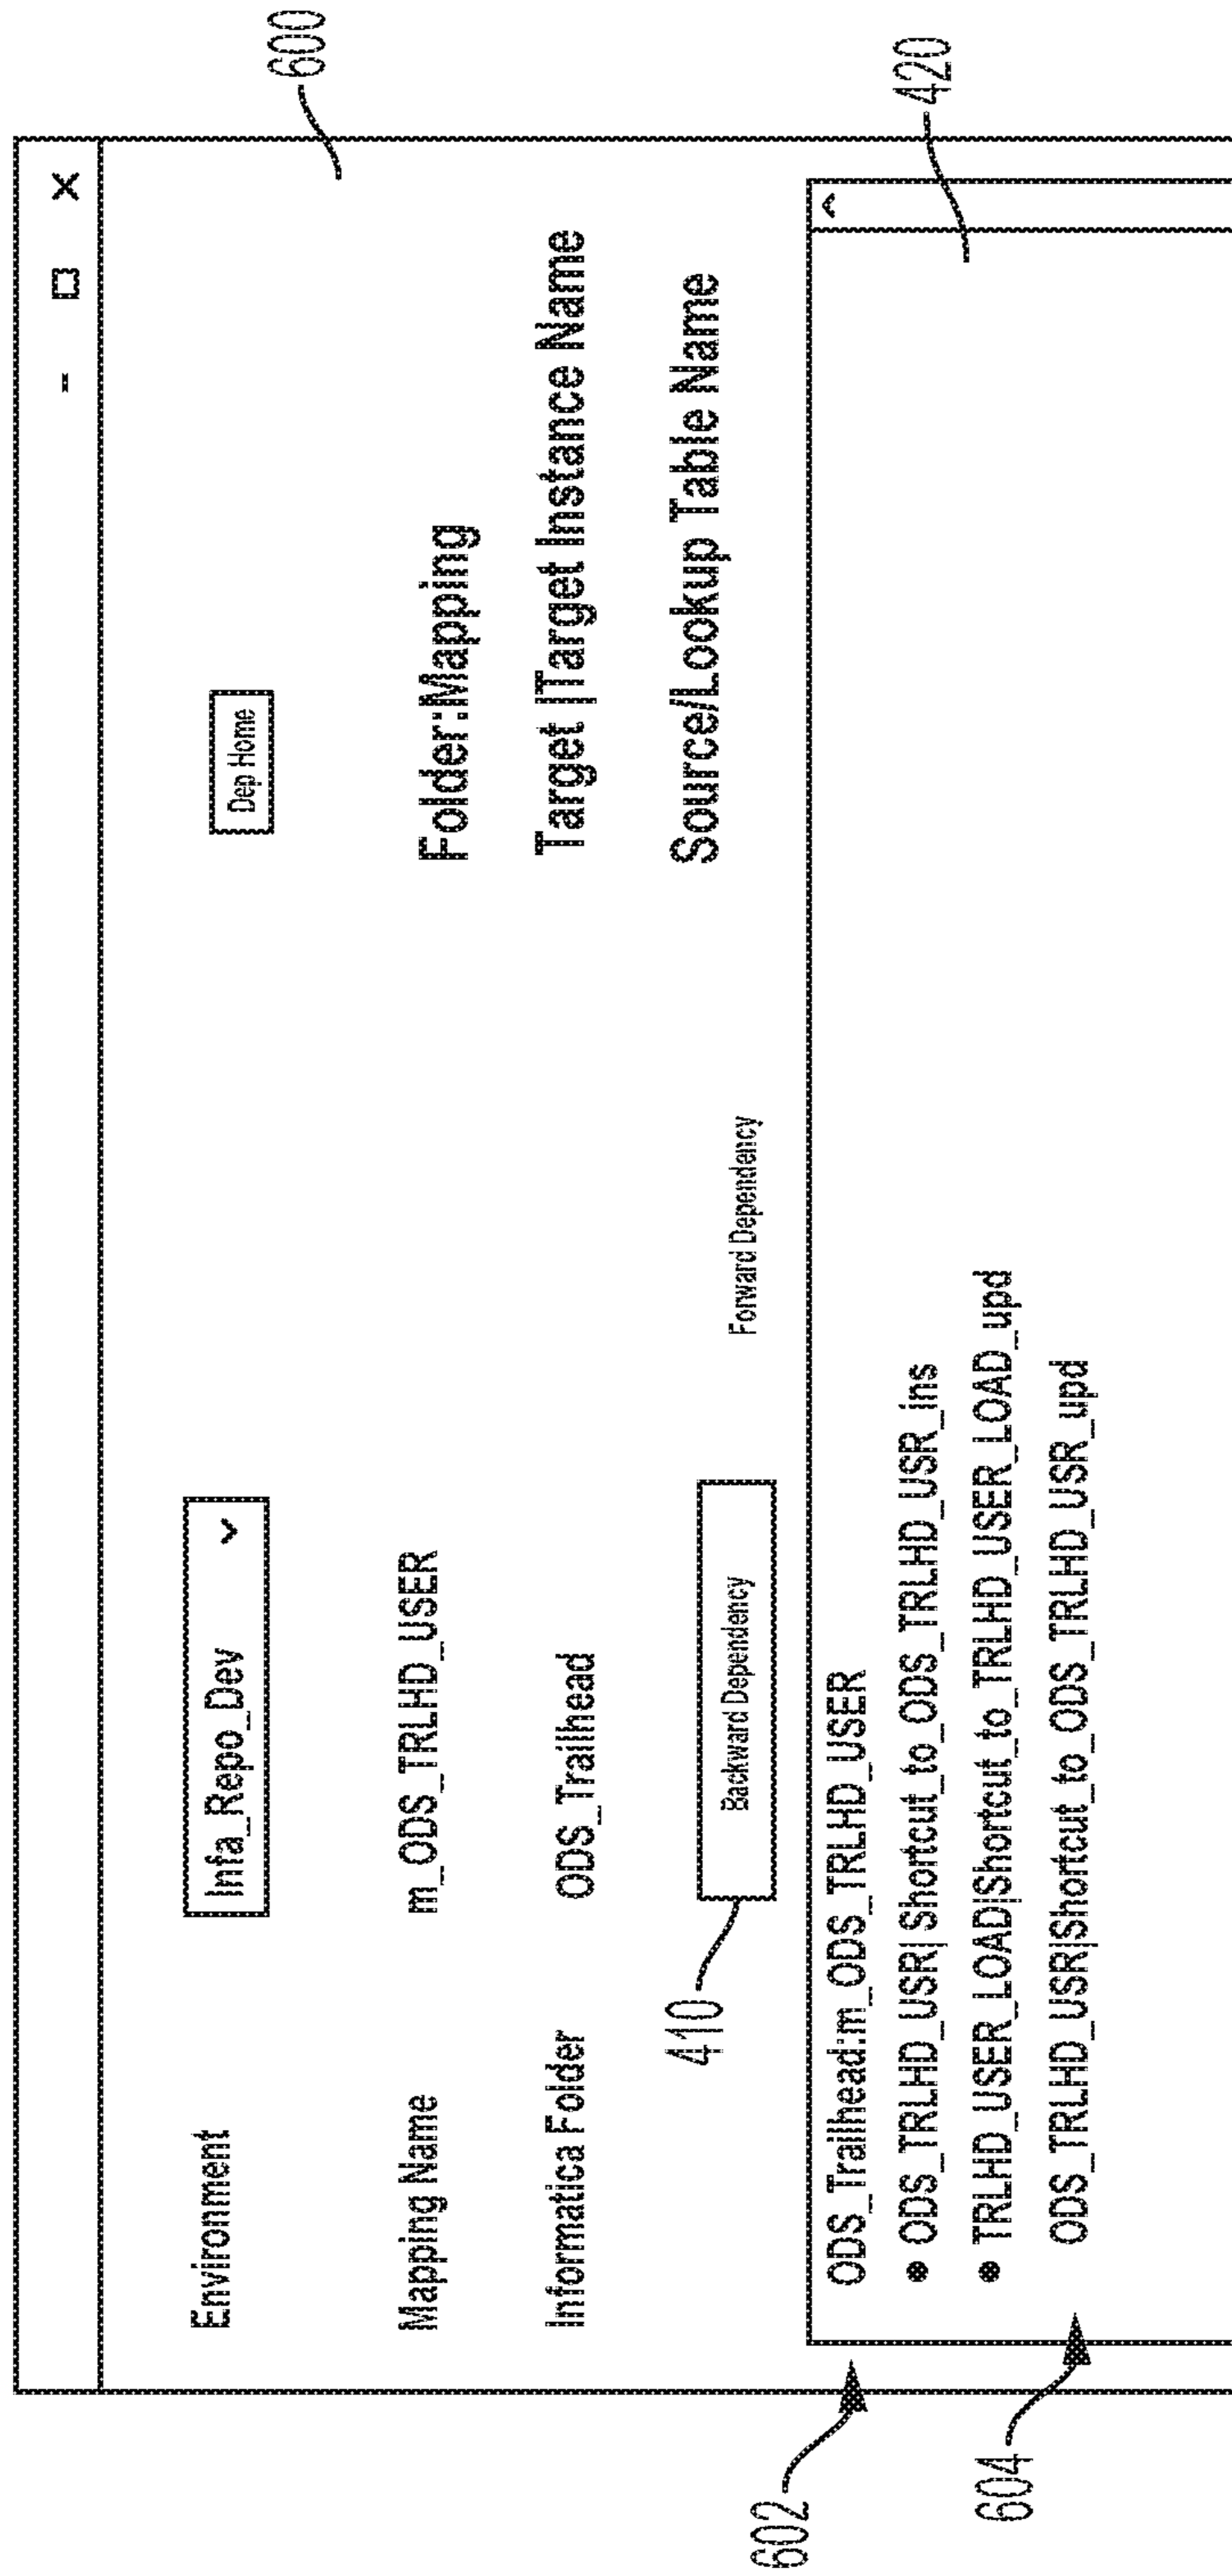 600
Dep Home
Environment
Infa_Repo_Dev
Mapping Name
m_ODS_TRLHD_USER
Folder:Mapping
Informatica Folder
ODS_Trailhead
Target |Target Instance Name
Source/Lookup Table Name
410
Backward Dependency
Forward Dependency
420
602
ODS_Trailhead:m_ODS_TRLHD_USER
ODS_TRLHD_USR| Shortcut_to_ODS_TRLHD_USR_ins
TRLHD_USER_LOAD|Shortcut_to_TRLHD_USER_LOAD_upd
604
ODS_TRLHD_USR|Shortcut_to_ODS_TRLHD_USR_upd